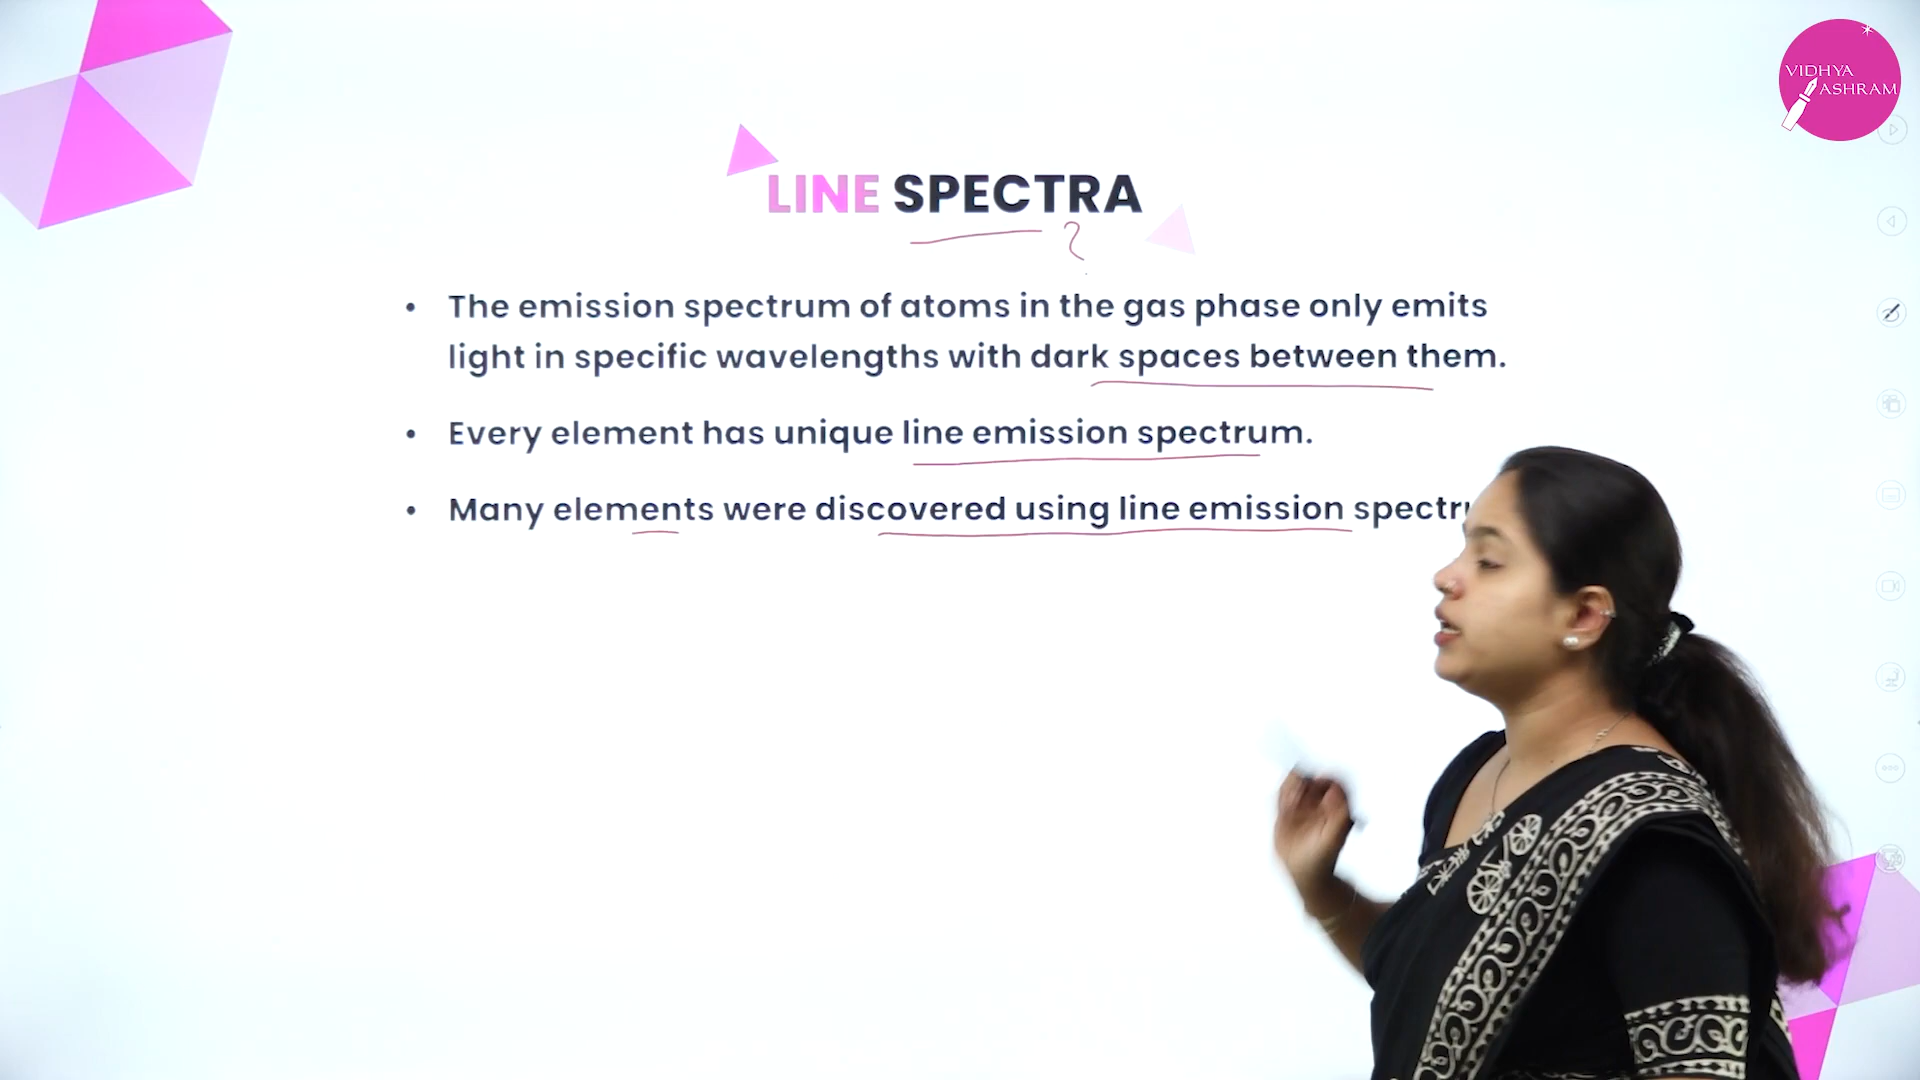 VIDHYA
ASHRAM
LINE SPECTRA
?
• The emission spectrum of atoms in the gas phase only emits
light in specific wavelengths with dark spaces between them.
• Every element has unique line emission spectrum.
• Many elements were discovered using line emission